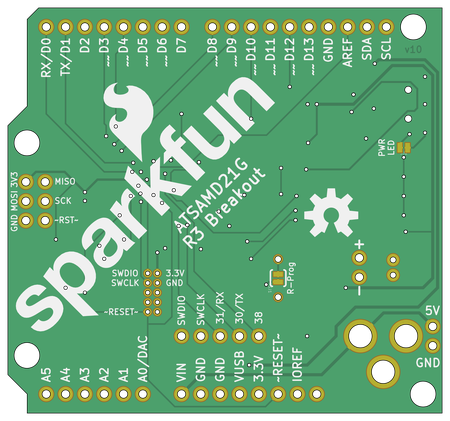 RX/D0
TX/D1
D2
D3
D4
D5
D6
D7
D8
D9
D10
D11
D12
D13
GND
AREF
SDA
SCL
v10
PWR
LED
3V3
MOSI
GND
MISO
SCK
~RST~
sparkfun
ATSAMD21G
R3 Breakout
SWDIO
SWCLK
3.3V
GND
~RESET~
R-Prog
+
−
SWDIO
SWCLK
31/RX
30/TX
38
5V
GND
A5
A4
A3
A2
A1
A0/DAC
VIN
GND
GND
VUSB
3.3V
~RESET~
IOREF